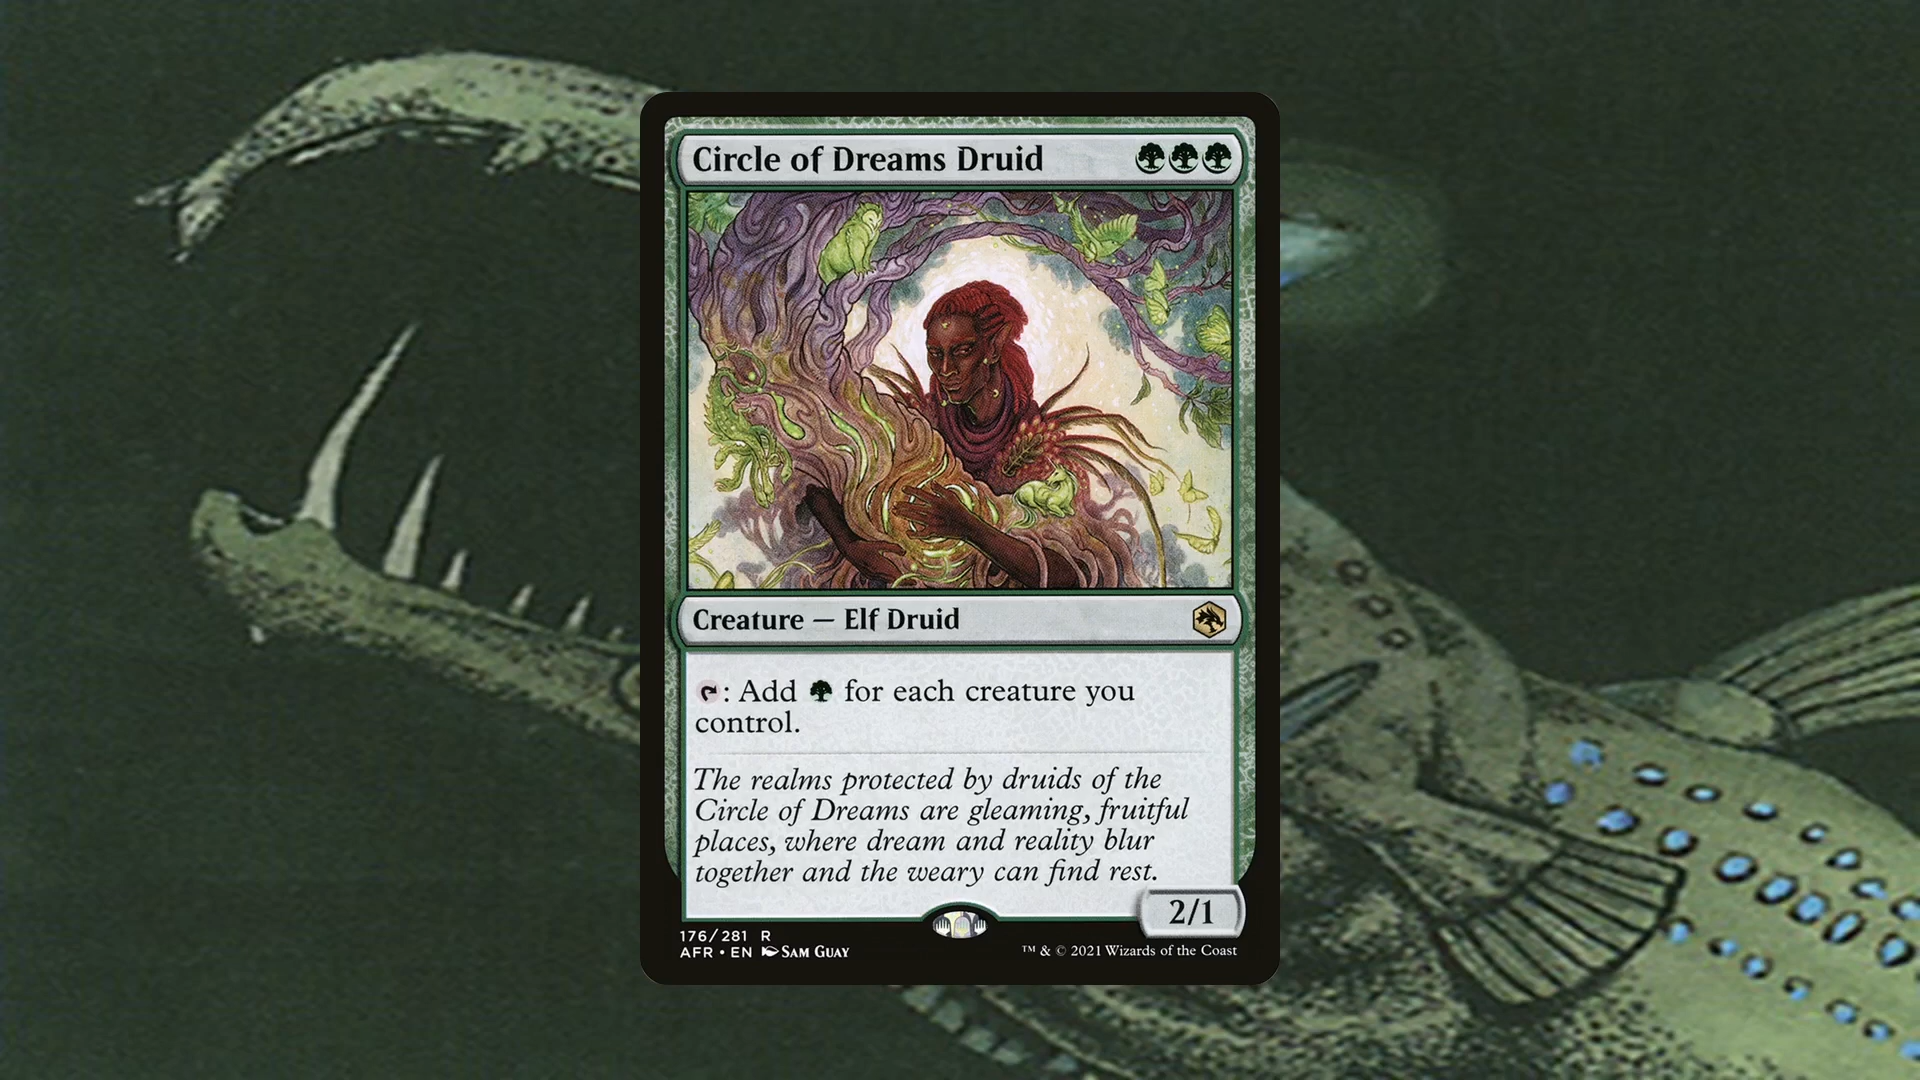 Circle of Dreams Druid
Creature — Elf Druid
: Add for each creature you
control.
The realms protected by druids of the
Circle of Dreams are gleaming, fruitful
places, where dream and reality blur
together and the weary can find rest.
2/1
176/281 R
AFR • EN Sam Guay
™ & © 2021 Wizards of the Coast